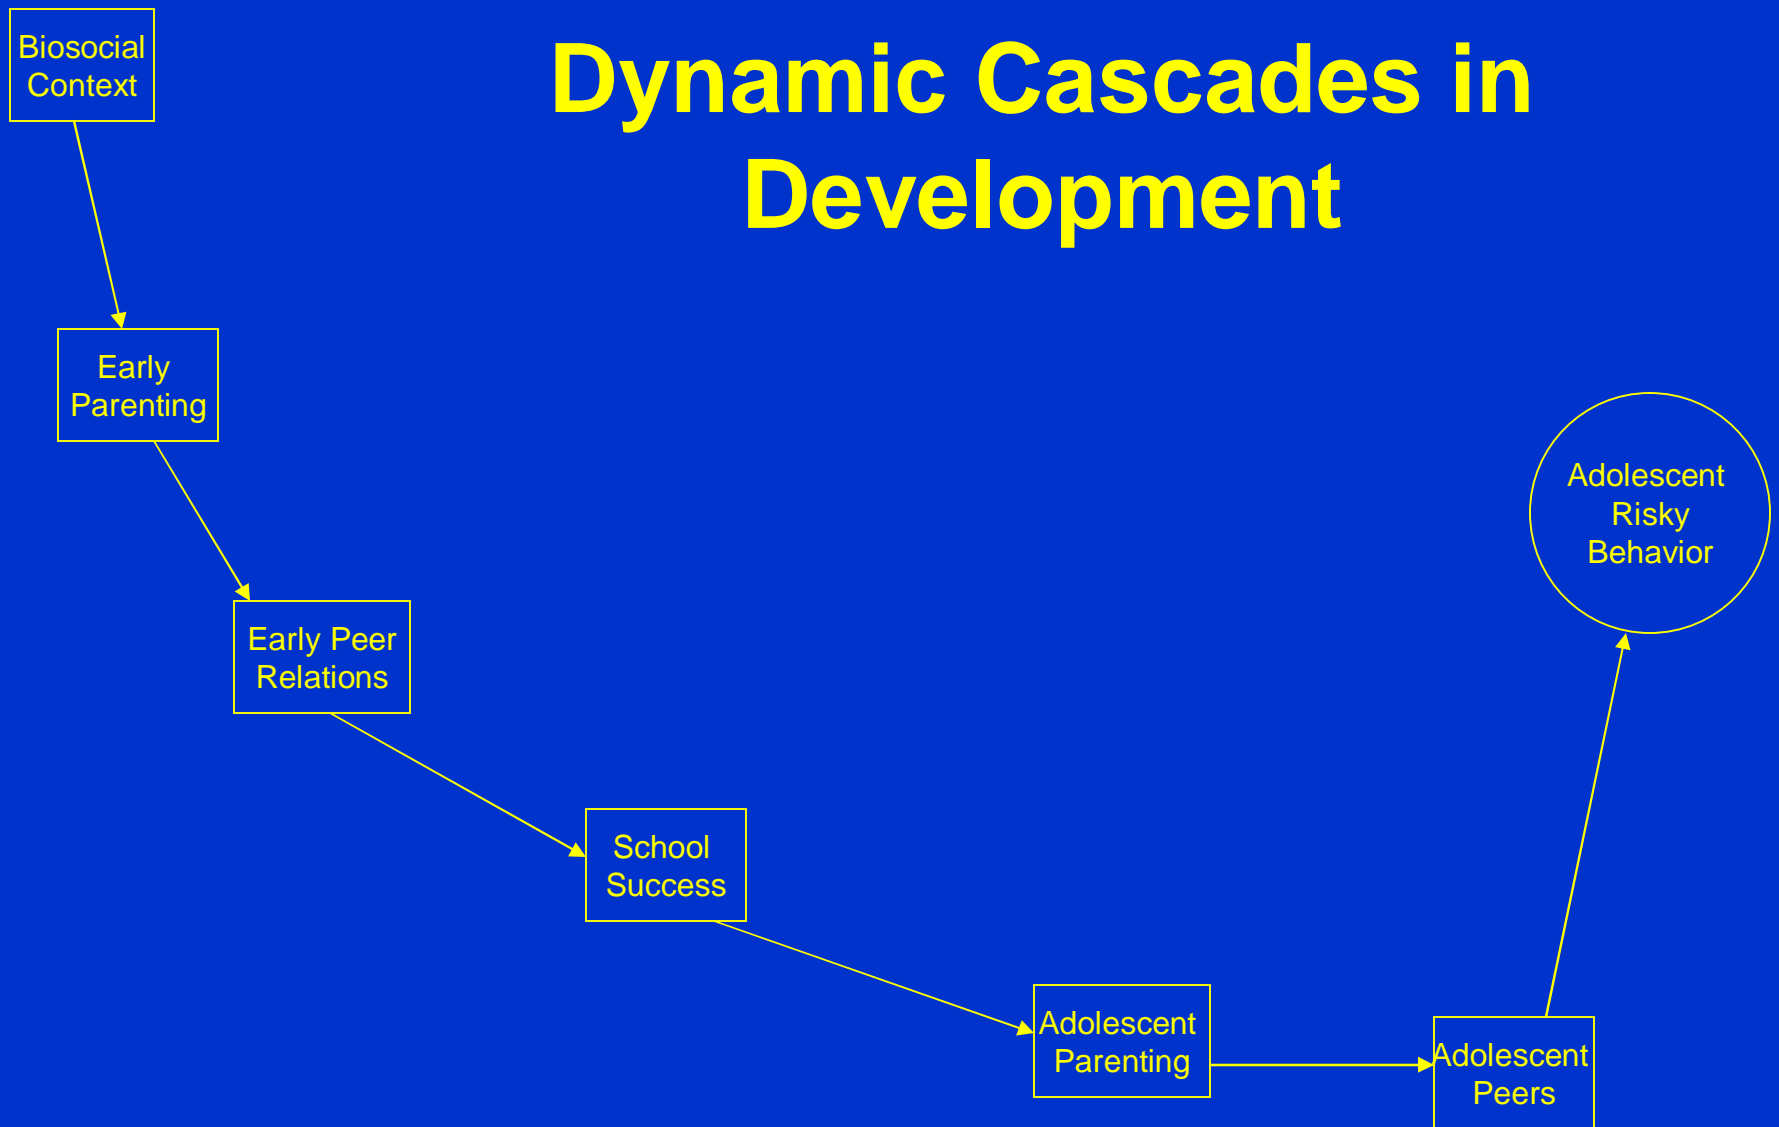 Biosocial
Context
Dynamic Cascades in
Development
Early
Parenting
Early Peer
Relations
School
Success
Adolescent
Parenting
Adolescent
Peers
Adolescent
Risky
Behavior